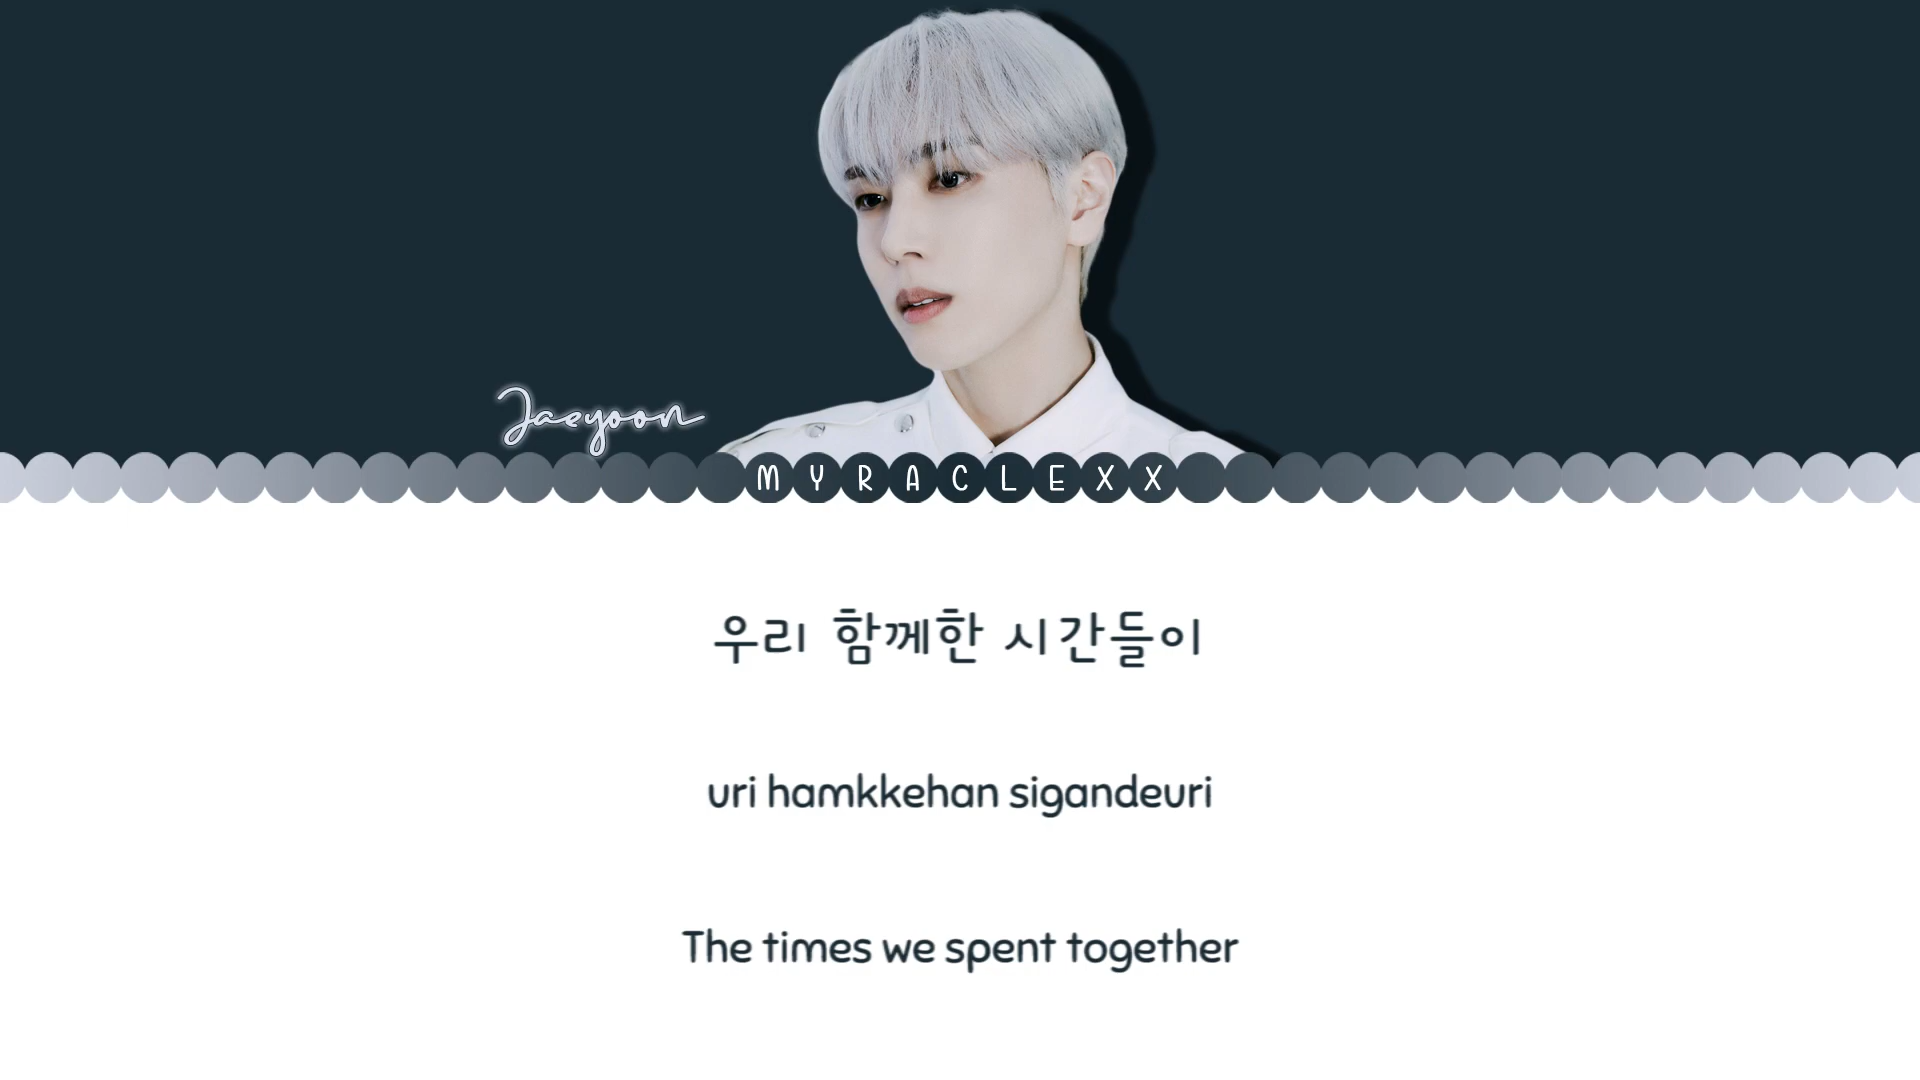 Jaeyoon
MYRACLEXX
우리 함께한 시간들이
uri hamkkehan sigandeuri
The times we spent together